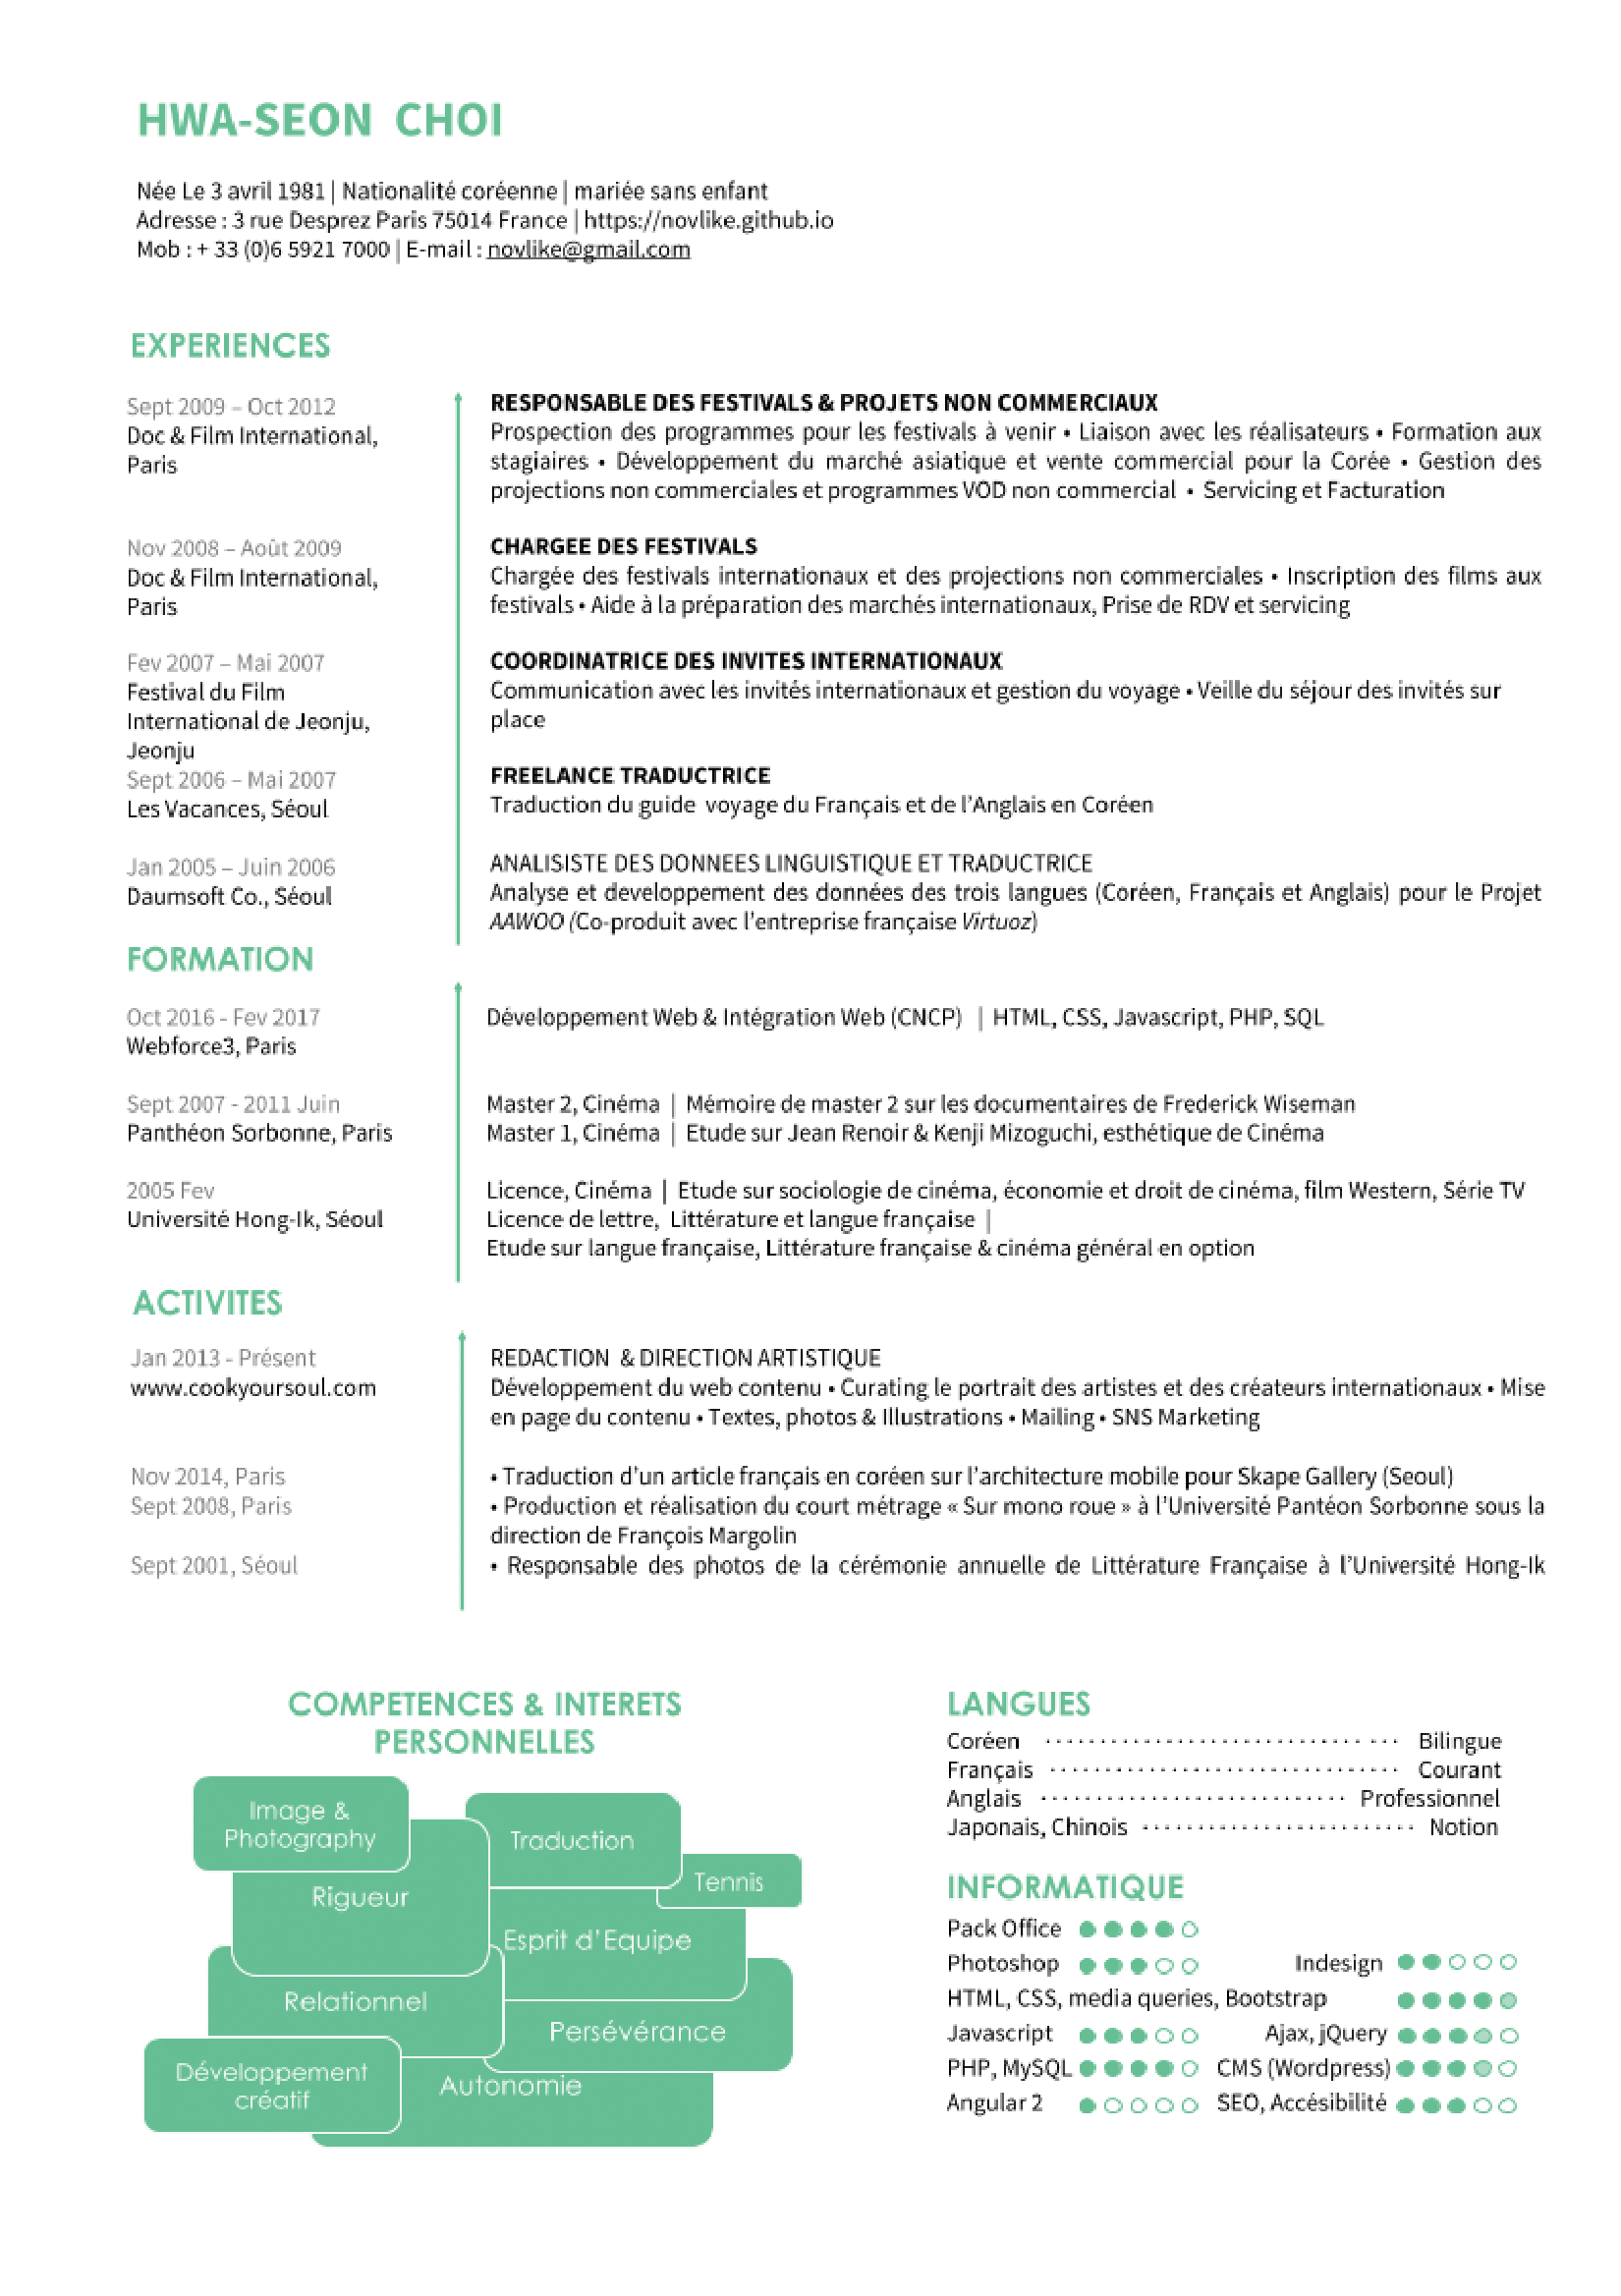 HWA-SEON CHOI
Née Le 3 avril 1981 | Nationalité coréenne | mariée sans enfant
Adresse : 3 rue Desprez Paris 75014 France | https://novlike.github.io
Mob : + 33 (0)6 5921 7000 | E-mail : novlike@gmail.com
EXPERIENCES
Sept 2009 – Oct 2012
Doc & Film International,
Paris
RESPONSABLE DES FESTIVALS & PROJETS NON COMMERCIAUX
Prospection des programmes pour les festivals à venir • Liaison avec les réalisateurs • Formation aux
stagiaires • Développement du marché asiatique et vente commercial pour la Corée • Gestion des
projections non commerciales et programmes VOD non commercial • Servicing et Facturation
Nov 2008 – Août 2009
Doc & Film International,
Paris
CHARGEE DES FESTIVALS
Chargée des festivals internationaux et des projections non commerciales • Inscription des films aux
festivals • Aide à la préparation des marchés internationaux, Prise de RDV et servicing
Fev 2007 – Mai 2007
Festival du Film
International de Jeonju,
Jeonju
COORDINATRICE DES INVITES INTERNATIONAUX
Communication avec les invités internationaux et gestion du voyage • Veille du séjour des invités sur
place
Sept 2006 – Mai 2007
Les Vacances, Séoul
FREELANCE TRADUCTRICE
Traduction du guide voyage du Français et de l'Anglais en Coréen
Jan 2005 – Juin 2006
Daumsoft Co., Séoul
ANALISISTE DES DONNEES LINGUISTIQUE ET TRADUCTRICE
Analyse et developpement des données des trois langues (Coréen, Français et Anglais) pour le Projet
AAWOO (Co-produit avec l'entreprise française Virtuoz)
FORMATION
Oct 2016 - Fev 2017
Webforce3, Paris
Développement Web & Intégration Web (CNCP) | HTML, CSS, Javascript, PHP, SQL
Sept 2007 - 2011 Juin
Panthéon Sorbonne, Paris
Master 2, Cinéma | Mémoire de master 2 sur les documentaires de Frederick Wiseman
Master 1, Cinéma | Etude sur Jean Renoir & Kenji Mizoguchi, esthétique de Cinéma
2005 Fev
Université Hong-Ik, Séoul
Licence, Cinéma | Etude sur sociologie de cinéma, économie et droit de cinéma, film Western, Série TV
Licence de lettre, Littérature et langue française |
Etude sur langue française, Littérature française & cinéma général en option
ACTIVITES
Jan 2013 - Présent
www.cookyoursoul.com
REDACTION & DIRECTION ARTISTIQUE
Développement du web contenu • Curating le portrait des artistes et des créateurs internationaux • Mise
en page du contenu • Textes, photos & Illustrations • Mailing • SNS Marketing
Nov 2014, Paris
• Traduction d'un article français en coréen sur l'architecture mobile pour Skape Gallery (Seoul)
Sept 2008, Paris
• Production et réalisation du court métrage « Sur mono roue » à l'Université Pantéon Sorbonne sous la
direction de François Margolin
Sept 2001, Séoul
• Responsable des photos de la cérémonie annuelle de Littérature Française à l'Université Hong-Ik
COMPETENCES & INTERETS
PERSONNELLES
Image &
Photography
Traduction
Tennis
Rigueur
Esprit d'Equipe
Relationnel
Persévérance
Développement
créatif
Autonomie
LANGUES
Coréen ................................ Bilingue
Français ................................ Courant
Anglais ............................ Professionnel
Japonais, Chinois ......................... Notion
INFORMATIQUE
Pack Office
Photoshop Indesign
HTML, CSS, media queries, Bootstrap
Javascript Ajax, jQuery
PHP, MySQL CMS (Wordpress)
Angular 2 SEO, Accésibilité